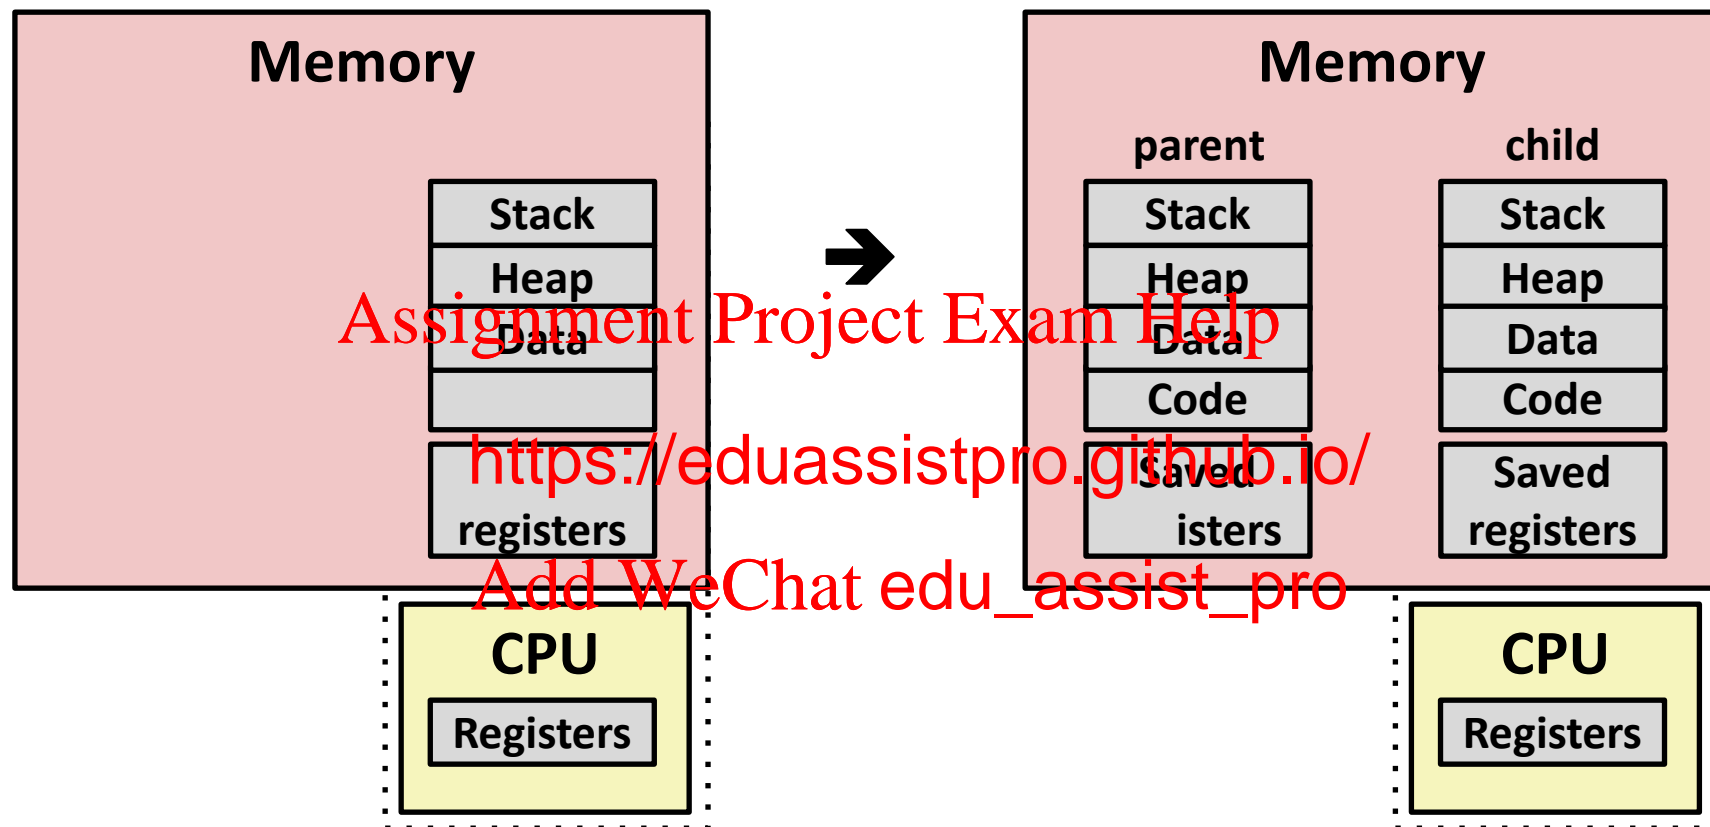 Memory
Stack
Heap
Data
registers
CPU
Registers
➔
Memory
parent
child
Stack
Heap
Data
Code
Saved
isters
Stack
Heap
Data
Code
Saved
registers
CPU
Registers
Assignment Project Exam Help
https://eduassistpro.github.io/
Add WeChat edu_assist_pro